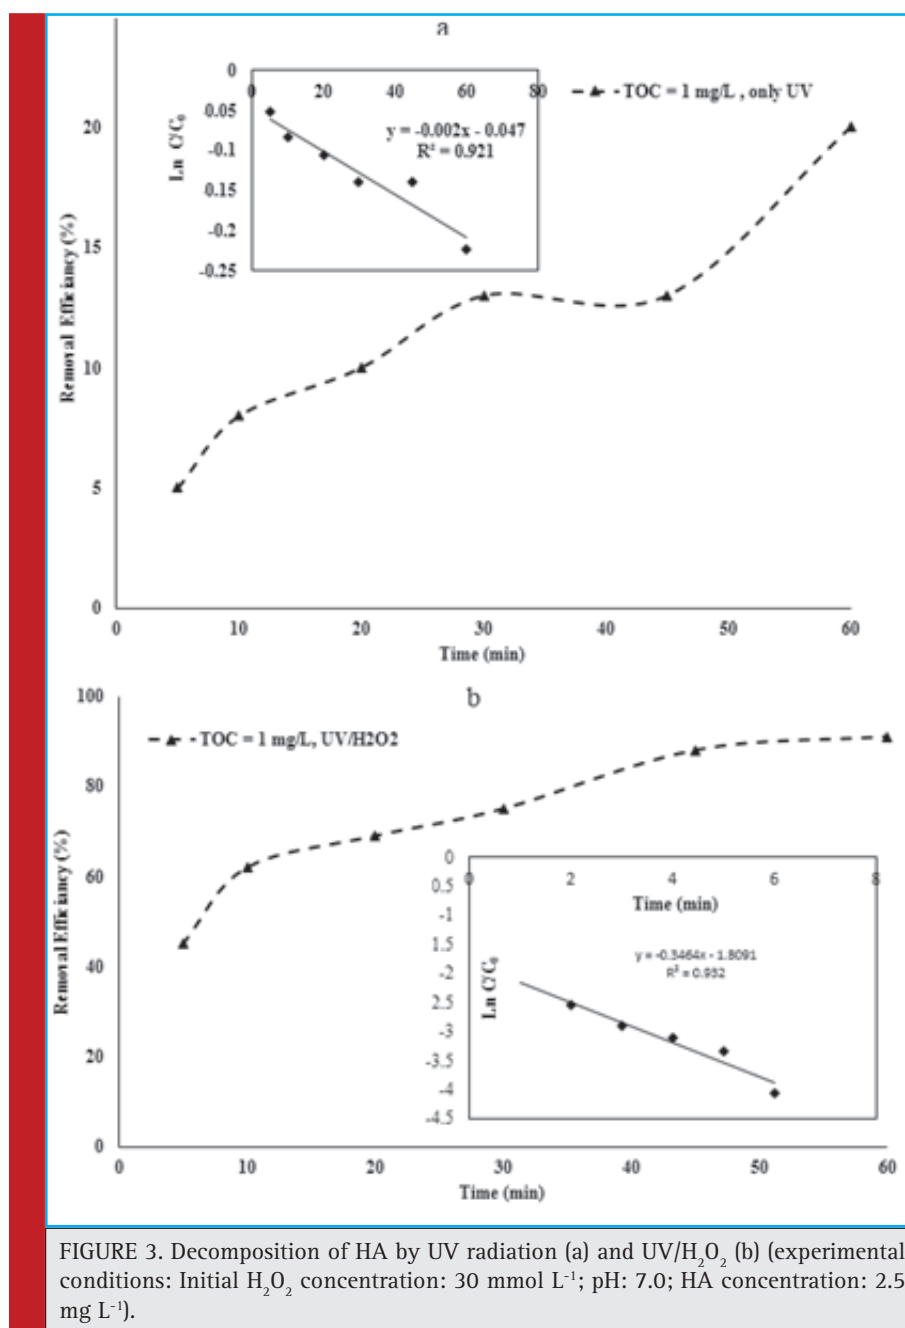 a
0 20 40 60 80
0
-0.05
-0.1
-0.15
-0.2
-0.25
Ln C/C₀
y = -0.002x - 0.047
R² = 0.921
TOC = 1 mg/L , only UV
20
15
10
5
0
Removal Efficiancy (%)
0 10 20 30 40 50 60
Time (min)
b
TOC = 1 mg/L, UV/H2O2
100
80
60
40
20
0
Removal Efficiancy (%)
0 2 4 6 8
Time (min)
0
0.5
-1
1.5
-2
2.5
-3
-3.5
-4
-4.5
Ln C/C₀
y = -0.3464x - 1.8091
R² = 0.932
0 10 20 30 40 50 60
Time (min)
FIGURE 3. Decomposition of HA by UV radiation (a) and UV/H₂O₂ (b) (experimental
conditions: Initial H₂O₂ concentration: 30 mmol L⁻¹; pH: 7.0; HA concentration: 2.5
mg L⁻¹).